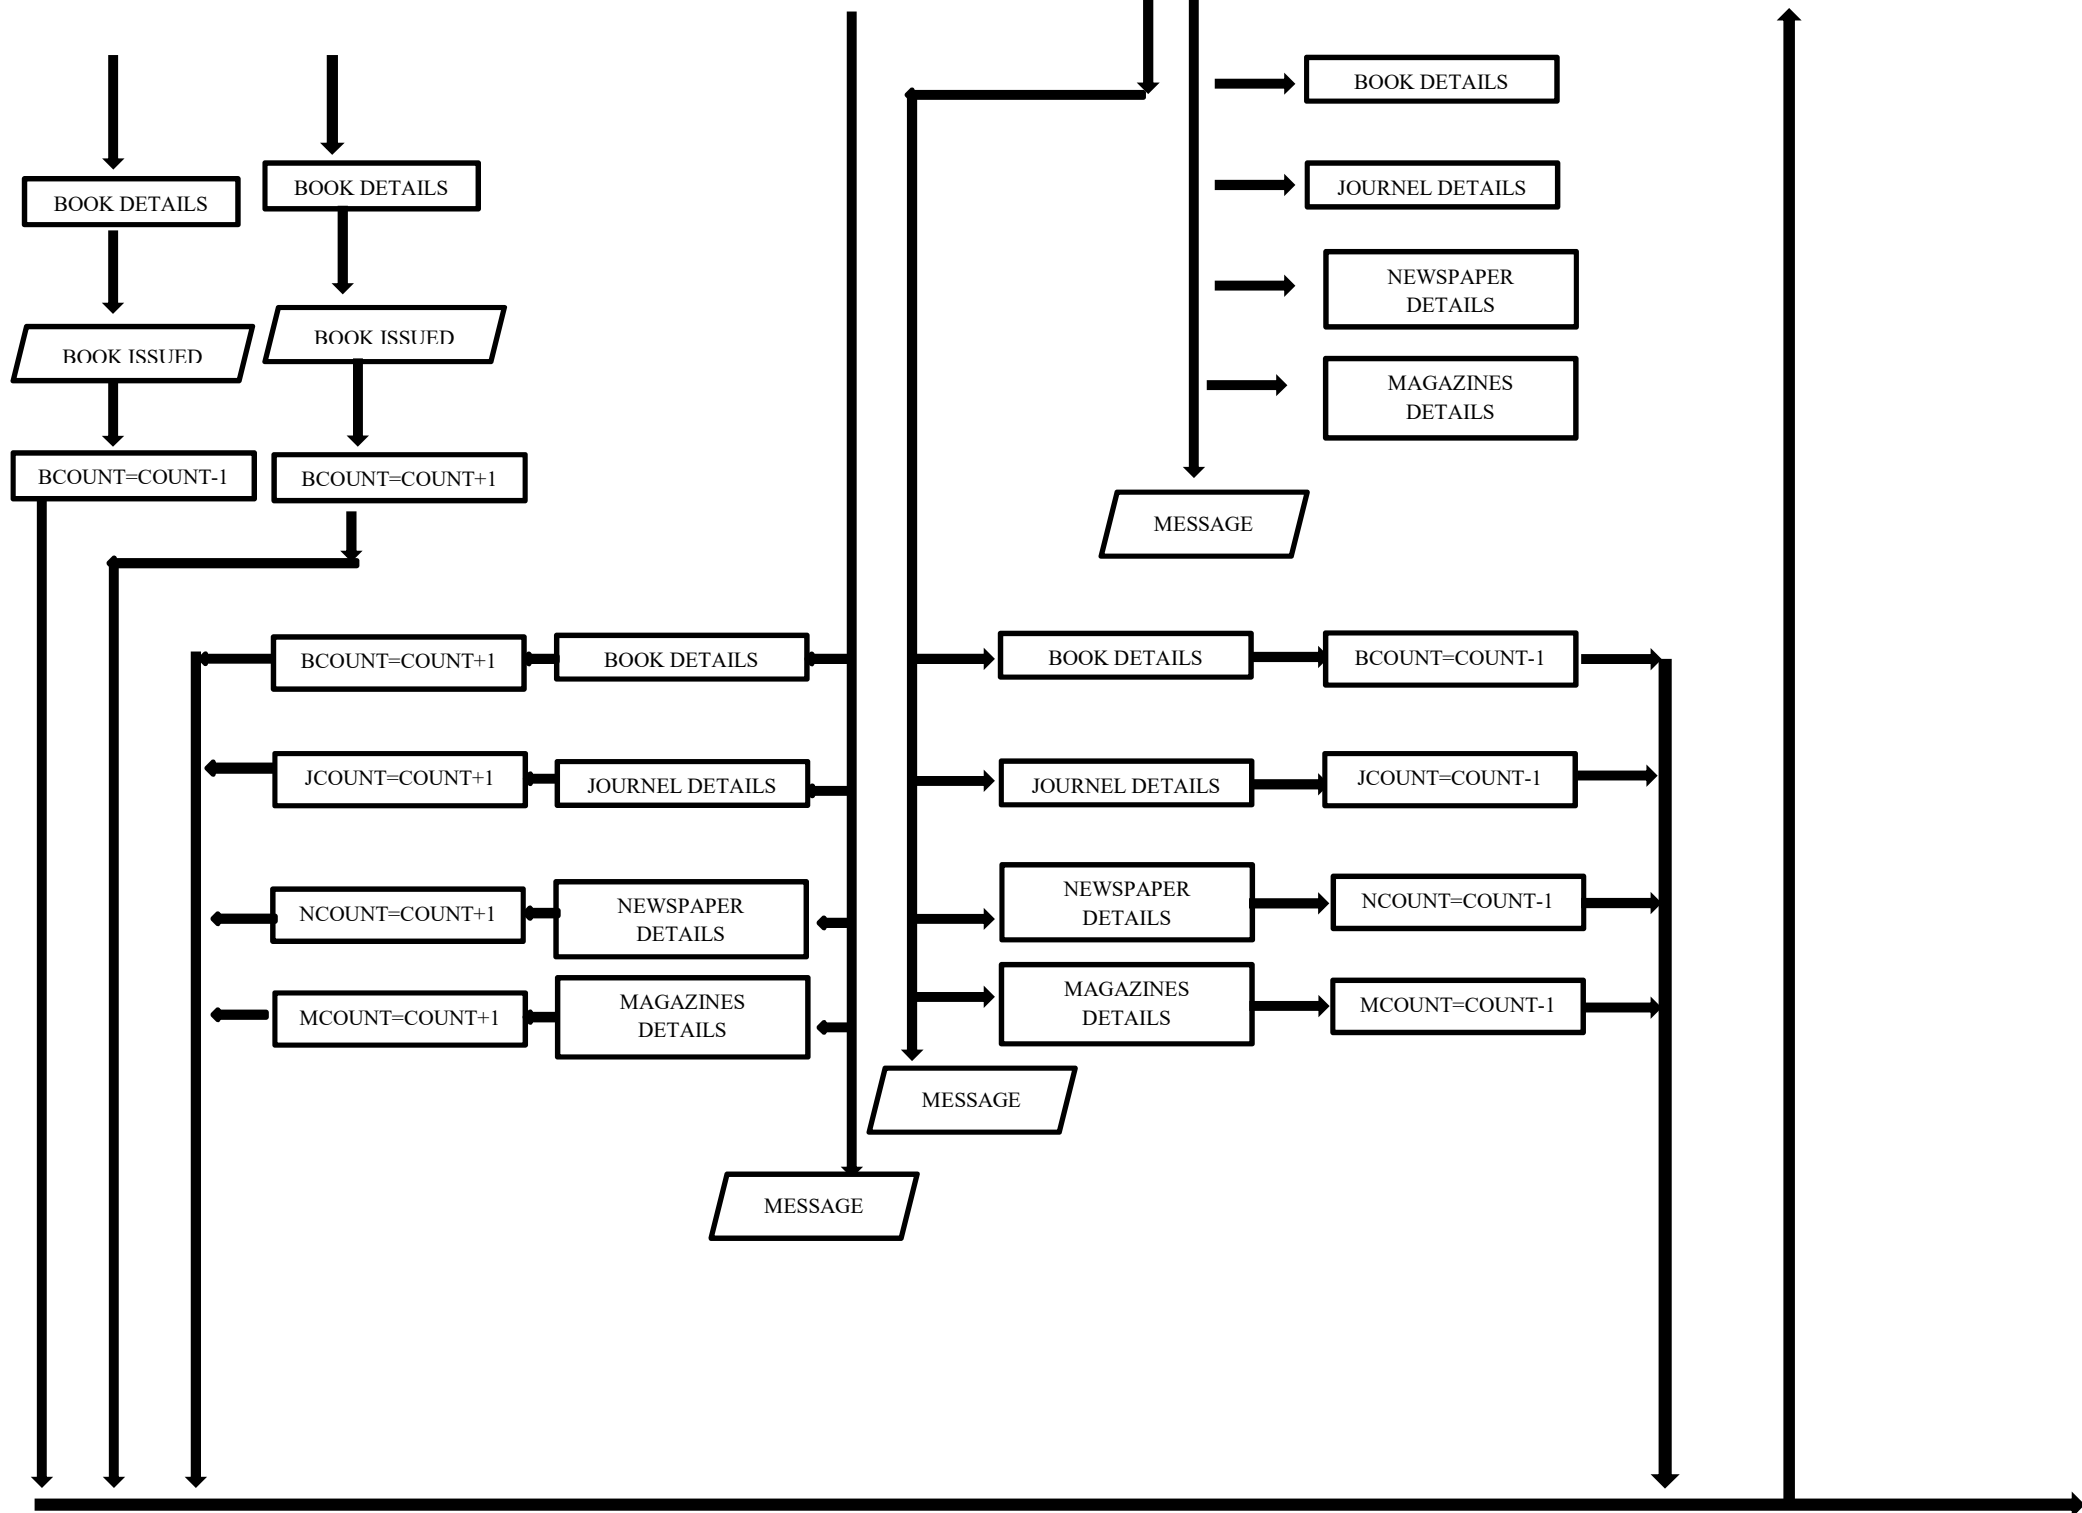 BOOK DETAILS
BOOK DETAILS
BOOK ISSUED
BOOK ISSUED
BCOUNT=COUNT-1
BCOUNT=COUNT+1
BOOK DETAILS
JOURNEL DETAILS
NEWSPAPER
DETAILS
MAGAZINES
DETAILS
MESSAGE
BCOUNT=COUNT+1
BOOK DETAILS
BOOK DETAILS
BCOUNT=COUNT-1
JCOUNT=COUNT+1
JOURNEL DETAILS
JOURNEL DETAILS
JCOUNT=COUNT-1
NCOUNT=COUNT+1
NEWSPAPER
DETAILS
NEWSPAPER
DETAILS
NCOUNT=COUNT-1
MCOUNT=COUNT+1
MAGAZINES
DETAILS
MAGAZINES
DETAILS
MCOUNT=COUNT-1
MESSAGE
MESSAGE